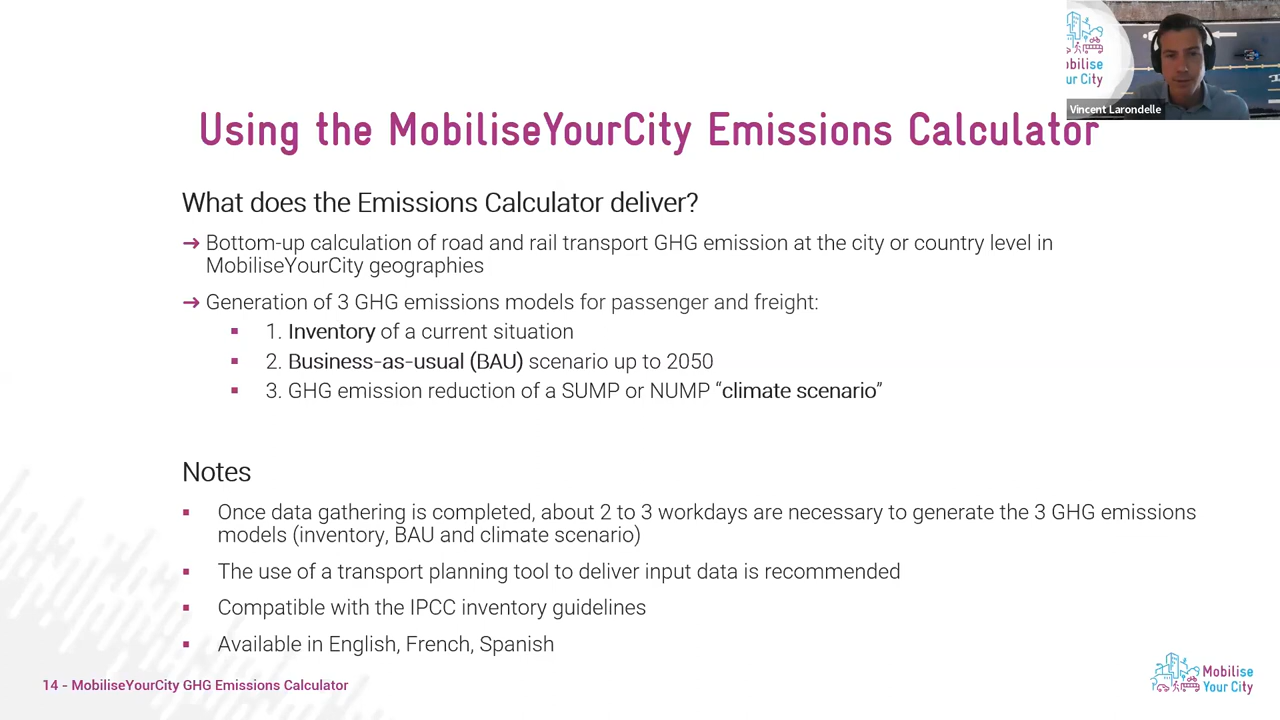 obilise
ur City
Vincent Larondelle
Using the MobiliseYourCity Emissions Calculator
What does the Emissions Calculator deliver?
→ Bottom-up calculation of road and rail transport GHG emission at the city or country level in
MobiliseYourCity geographies
→ Generation of 3 GHG emissions models for passenger and freight:
▪ 1. Inventory of a current situation
▪ 2. Business-as-usual (BAU) scenario up to 2050
▪ 3. GHG emission reduction of a SUMP or NUMP “climate scenario”
Notes
▪ Once data gathering is completed, about 2 to 3 workdays are necessary to generate the 3 GHG emissions
models (inventory, BAU and climate scenario)
▪ The use of a transport planning tool to deliver input data is recommended
▪ Compatible with the IPCC inventory guidelines
▪ Available in English, French, Spanish
14 - MobiliseYourCity GHG Emissions Calculator
Mobilise
Your City